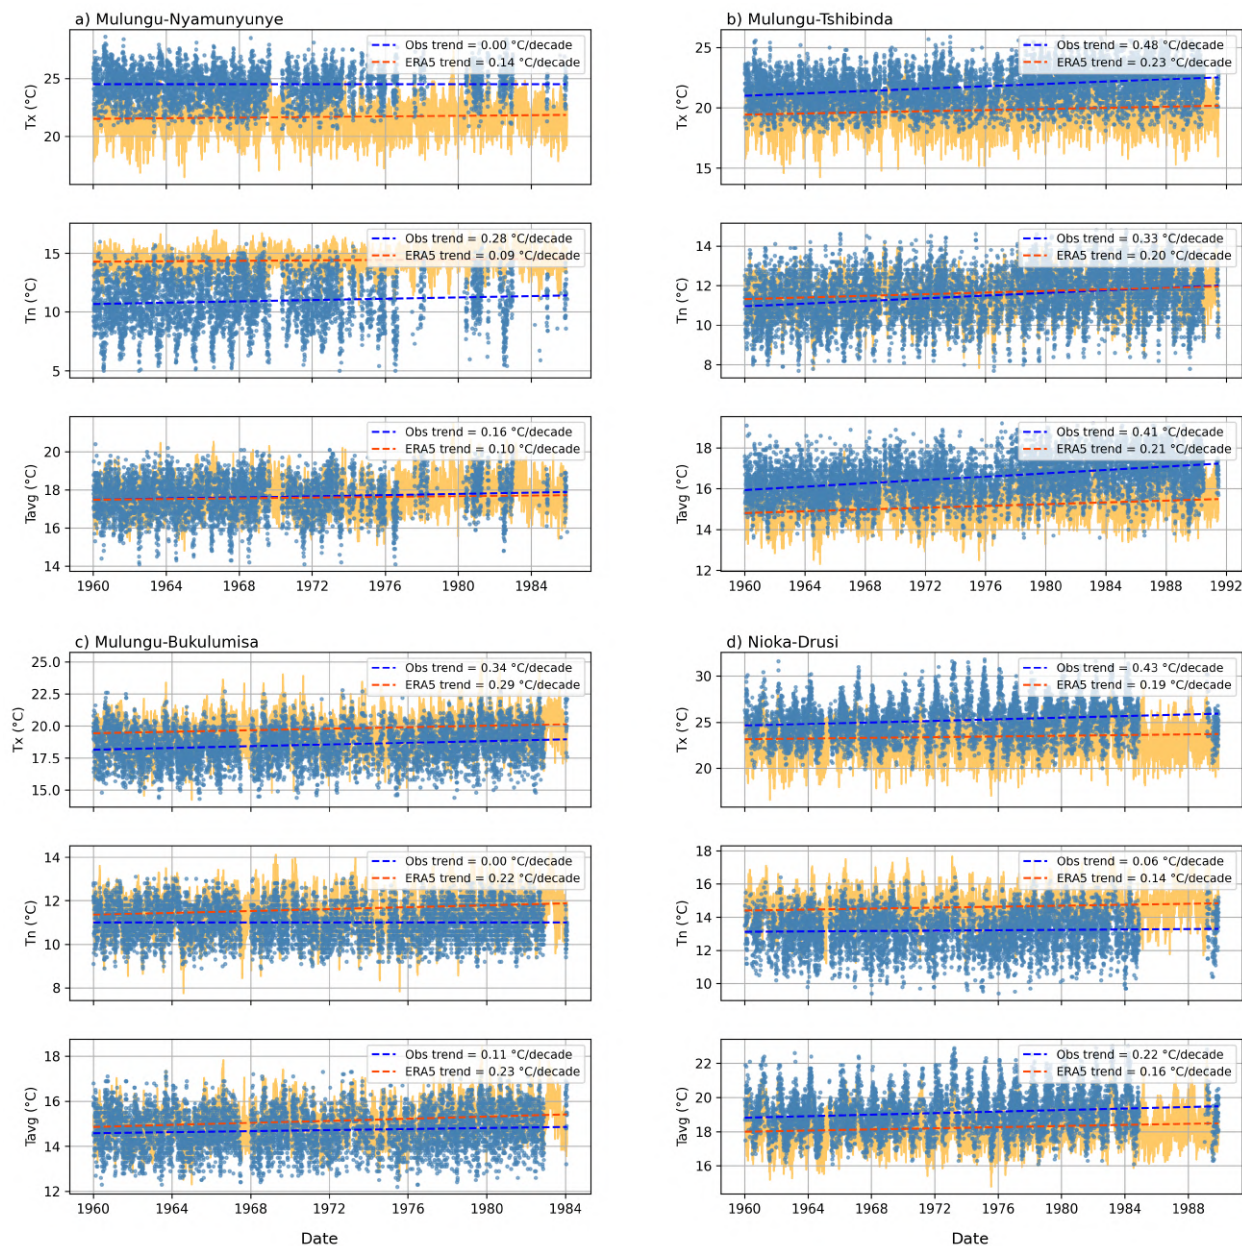 a) Mulungu-Nyamunyunye
Obs trend = 0.00 °C/decade
ERA5 trend = 0.14 °C/decade
Tx (°C)
25
20
Obs trend = 0.28 °C/decade
ERA5 trend = 0.09 °C/decade
Tn (°C)
15
10
5
Obs trend = 0.16 °C/decade
ERA5 trend = 0.10 °C/decade
Tavg (°C)
20
18
16
14
1960 1964 1968 1972 1976 1980 1984
b) Mulungu-Tshibinda
Obs trend = 0.48 °C/decade
ERA5 trend = 0.23 °C/decade
Tx (°C)
25
20
15
Obs trend = 0.33 °C/decade
ERA5 trend = 0.20 °C/decade
Tn (°C)
14
12
10
8
Obs trend = 0.41 °C/decade
ERA5 trend = 0.21 °C/decade
Tavg (°C)
18
16
14
12
1960 1964 1968 1972 1976 1980 1984 1988 1992
c) Mulungu-Bukulumisa
Obs trend = 0.34 °C/decade
ERA5 trend = 0.29 °C/decade
Tx (°C)
25.0
22.5
20.0
17.5
15.0
Obs trend = 0.00 °C/decade
ERA5 trend = 0.22 °C/decade
Tn (°C)
14
12
10
8
Obs trend = 0.11 °C/decade
ERA5 trend = 0.23 °C/decade
Tavg (°C)
18
16
14
12
1960 1964 1968 1972 1976 1980 1984
Date
d) Nioka-Drusi
Obs trend = 0.43 °C/decade
ERA5 trend = 0.19 °C/decade
Tx (°C)
30
25
20
Obs trend = 0.06 °C/decade
ERA5 trend = 0.14 °C/decade
Tn (°C)
18
16
14
12
10
Obs trend = 0.22 °C/decade
ERA5 trend = 0.16 °C/decade
Tavg (°C)
22
20
18
16
1960 1964 1968 1972 1976 1980 1984 1988
Date